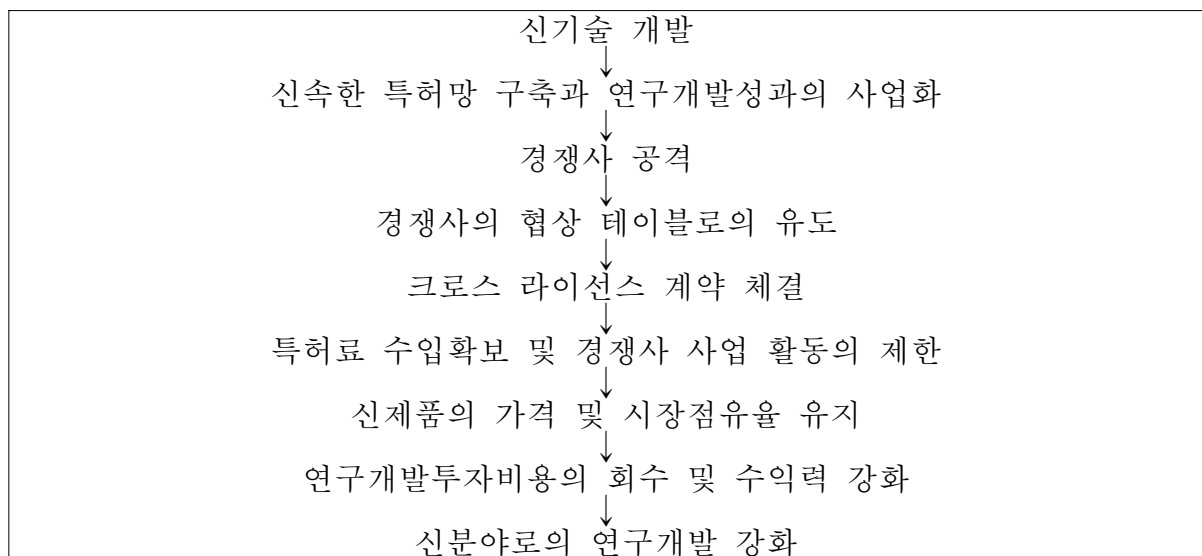 신기술 개발
신속한 특허망 구축과 연구개발성과의 사업화
경쟁사 공격
경쟁사의 협상 테이블로의 유도
크로스 라이선스 계약 체결
특허료 수입확보 및 경쟁사 사업 활동의 제한
신제품의 가격 및 시장점유율 유지
연구개발투자비용의 회수 및 수익력 강화
신분야로의 연구개발 강화